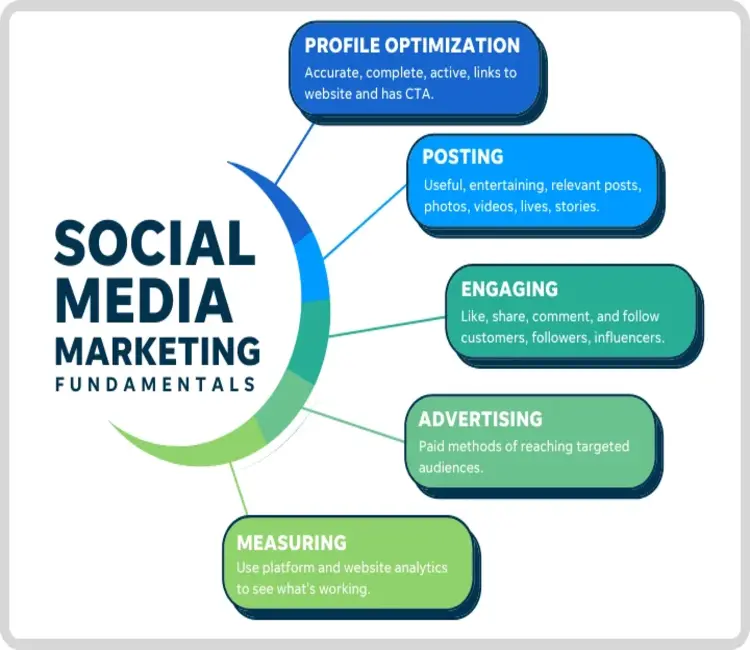 SOCIAL
MEDIA
MARKETING
FUNDAMENTALS
PROFILE OPTIMIZATION
Accurate, complete, active, links to
website and has CTA.
POSTING
Useful, entertaining, relevant posts,
photos, videos, lives, stories.
ENGAGING
Like, share, comment, and follow
customers, followers, influencers.
ADVERTISING
Paid methods of reaching targeted
audiences.
MEASURING
Use platform and website analytics
to see what's working.